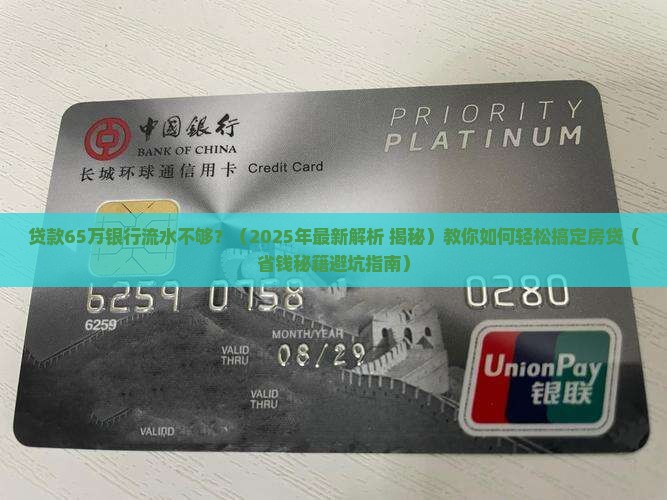 PRIORITY
PLATINUM
中国银行
BANK OF CHINA
长城环球通信用卡 Credit Card
贷款65万银行流水不够？（2025年最新解析 揭秘）教你如何轻松搞定房贷（
省钱秘籍避坑指南）
6259 0758 0280
6259
MONTH/YEAR
VALID
THRU
08/29
VALID
THRU
VALID
UnionPay
银联